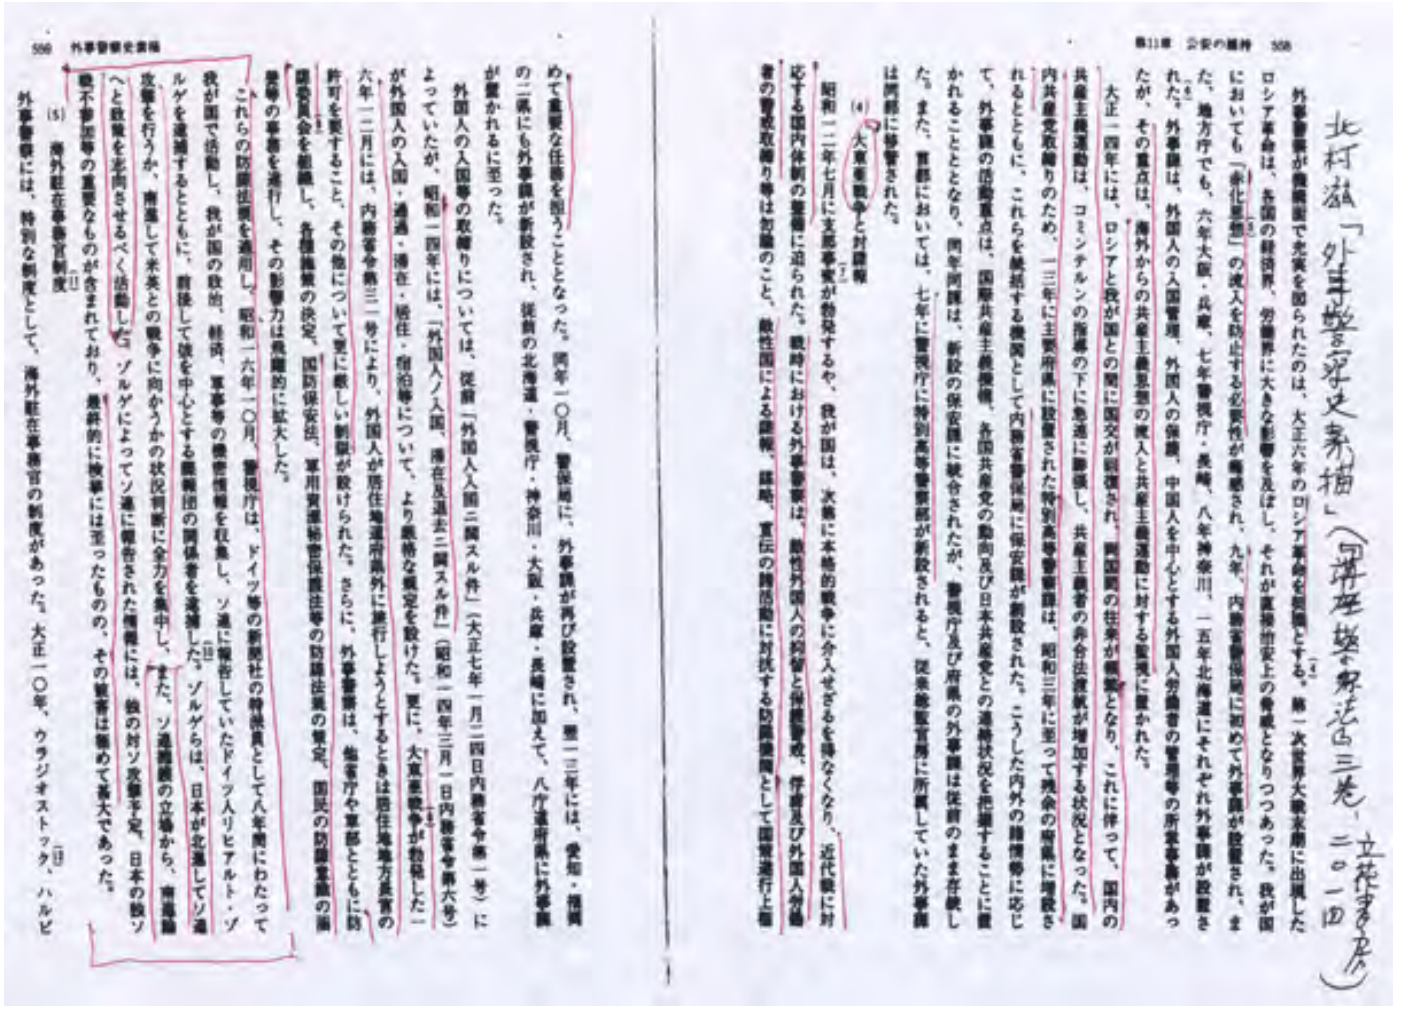 北村滋「外事警察史素描」(『講座警察法』三巻、二〇一四
立花書房)
第11章 公安の維持 558
外事警察が機構面で充実を図られたのは、大正六年のロシア革命を契機とする。第一次世界大戦末期に出現した
ロシア革命は、各国の経済界、労働界に大きな影響を及ぼし、それが直接治安上の脅威となりつつあった。我が国
においても「赤化思想」の流入を防止する必要性が痛感され、九年、内務省警保局に初めて外事課が設置され、ま
た、地方庁でも、六年大阪・兵庫、七年警視庁・長崎、八年神奈川、一五年北海道にそれぞれ外事課が設置さ
れた。外事課は、外国人の入国管理、外国人の保護、中国人を中心とする外国人労働者の管理等の所掌事務があっ
たが、その重点は、海外からの共産主義思想の流入と共産主義運動に対する監視に置かれた。
大正一四年には、ロシアと我が国との間に国交が回復され、両国間の往来が頻繁となり、これに伴って、国内の
共産主義運動は、コミンテルンの指導の下に急速に勝張し、共産主義者の非合法渡航が増加する状況となった。国
内共産党取締りのため、一三年に主要府県に設置された特別高等警察課は、昭和三年に至って残余の府県に増設さ
れるとともに、これらを統括する機関として内務省警保局に保安課が創設された。こうした内外の諸情勢に応じ
て、外事課の活動重点は、国際共産主義機構、各国共産党の動向及び日本共産党との連絡状況を把握することに置
かれることとなり、同年同課は、新設の保安課に統合されたが、警視庁及び府県の外事課は従前のまま存続し
た。また、首都においては、七年に警視庁に特別高等警察部が新設されると、従来総監官房に所属していた外事課
は同部に移管された。
(4) 大東亜戦争と対諜報
昭和一二年七月に支那事変が勃発するや、我が国は、次第に本格的戦争に介入せざるを得なくなり、近代戦に対
応する国内体制の整備に迫られた。戦時における外事警察は、敵性外国人の抑留と保護警戒、俘虜及び外国人労働
者の警戒取締り等は勿論のこと、敵性国による諜報、謀略、宣伝の諸活動に対抗する防諜機関として国策遂行上極
559 外事警察史素描
めて重要な任務を担うこととなった。同年一〇月、警保局に、外事課が再び設置され、翌一三年には、愛知・福岡
の二県にも外事課が新設され、従前の北海道・警視庁・神奈川・大阪・兵庫・長崎に加えて、八庁道府県に外事課
が置かれるに至った。
外国人の入国等の取締りについては、従前「外国人入国ニ関スル件」(大正七年一月二四日内務省令第一号)に
よっていたが、昭和一四年には、「外国人ノ入国、滞在及退去ニ関スル件」(昭和一四年三月一日内務省令第六号)
が外国人の入国・通過・滞在・居住・宿泊等について、より厳格な規定を設けた。更に、大東亜戦争が勃発した一
六年一二月には、内務省令第三一号により、外国人が居住地道府県外に旅行しようとするときは居住地地方長官の
許可を要すること、その他について更に厳しい制限が設けられた。さらに、外事警察は、他省庁や軍部とともに防
諜委員会を組織し、各種施策の決定、国防保安法、軍用資源秘密保護法等の防諜法規の制定、国民の防諜意識の涵
養等の事務を遂行し、その影響力は飛躍的に拡大した。
これらの防諜法規を適用し、昭和一六年一〇月、警視庁は、ドイツ等の新聞社の特派員として八年間にわたって
我が国で活動し、我が国の政治、経済、軍事等の機密情報を収集し、ソ連に報告していたドイツ人リヒアルト・ゾ
ルゲを逮捕するとともに、前後して彼を中心とする諜報団の関係者を逮捕した。ゾルゲらは、日本が北進してソ連
攻撃を行うか、南進して米英との戦争に向かうかの状況判断に全力を集中し、また、ソ連擁護の立場から、南進論
へと政策を志向させるべく活動した。ゾルゲによってソ連に報告された情報には、独の対ソ攻撃予定、日本の独ソ
戦不参加等の重要なものが含まれており、最終的に検挙には至ったものの、その被害は極めて甚大であった。
(5) 海外駐在事務官制度
外事警察には、特別な制度として、海外駐在事務官の制度があった。大正一〇年、ウラジオストック、ハルビ